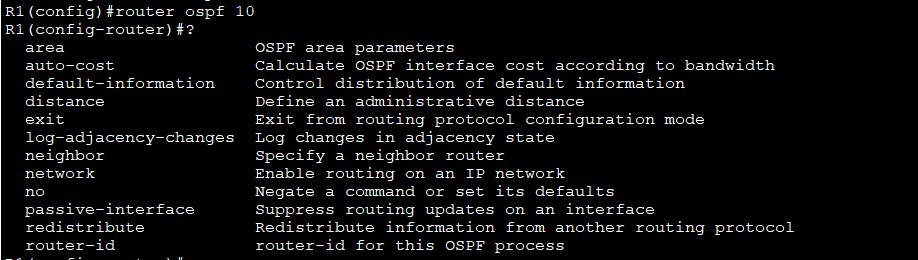 R1(config)#router ospf 10
R1(config-router)#?
area OSPF area parameters
auto-cost Calculate OSPF interface cost according to bandwidth
default-information Control distribution of default information
distance Define an administrative distance
exit Exit from routing protocol configuration mode
log-adjacency-changes Log changes in adjacency state
neighbor Specify a neighbor router
network Enable routing on an IP network
no Negate a command or set its defaults
passive-interface Suppress routing updates on an interface
redistribute Redistribute information from another routing protocol
router-id router-id for this OSPF process
R1(config-router)#